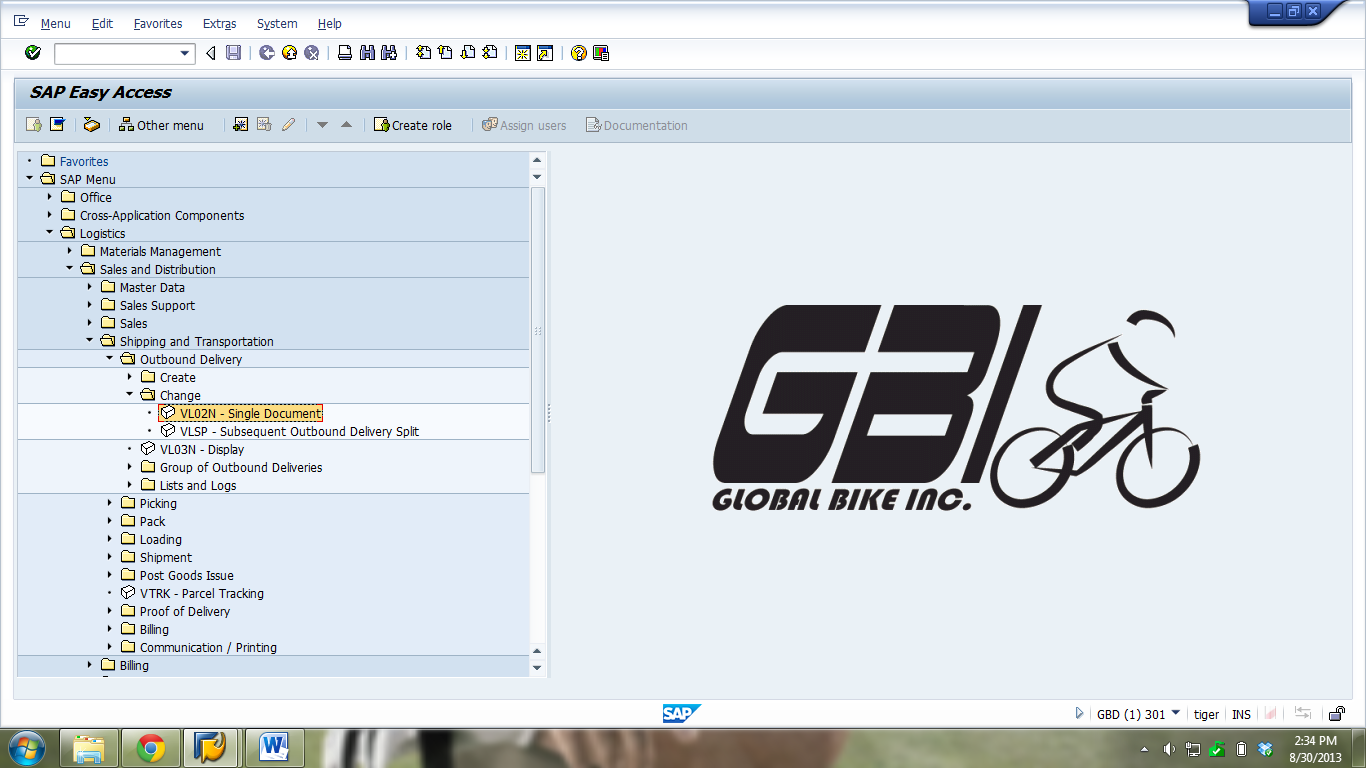 Menu Edit Favorites Extras System Help
SAP Easy Access
Other menu Create role Assign users Documentation
Favorites
SAP Menu
Office
Cross-Application Components
Logistics
Materials Management
Sales and Distribution
Master Data
Sales Support
Sales
Shipping and Transportation
Outbound Delivery
Create
Change
VL02N - Single Document
VLSP - Subsequent Outbound Delivery Split
VL03N - Display
Group of Outbound Deliveries
Lists and Logs
Picking
Pack
Loading
Shipment
Post Goods Issue
VTRK - Parcel Tracking
Proof of Delivery
Billing
Communication / Printing
Billing
GBI
GLOBAL BIKE INC.
SAP
GBD (1) 301 tiger INS
2:34 PM
8/30/2013